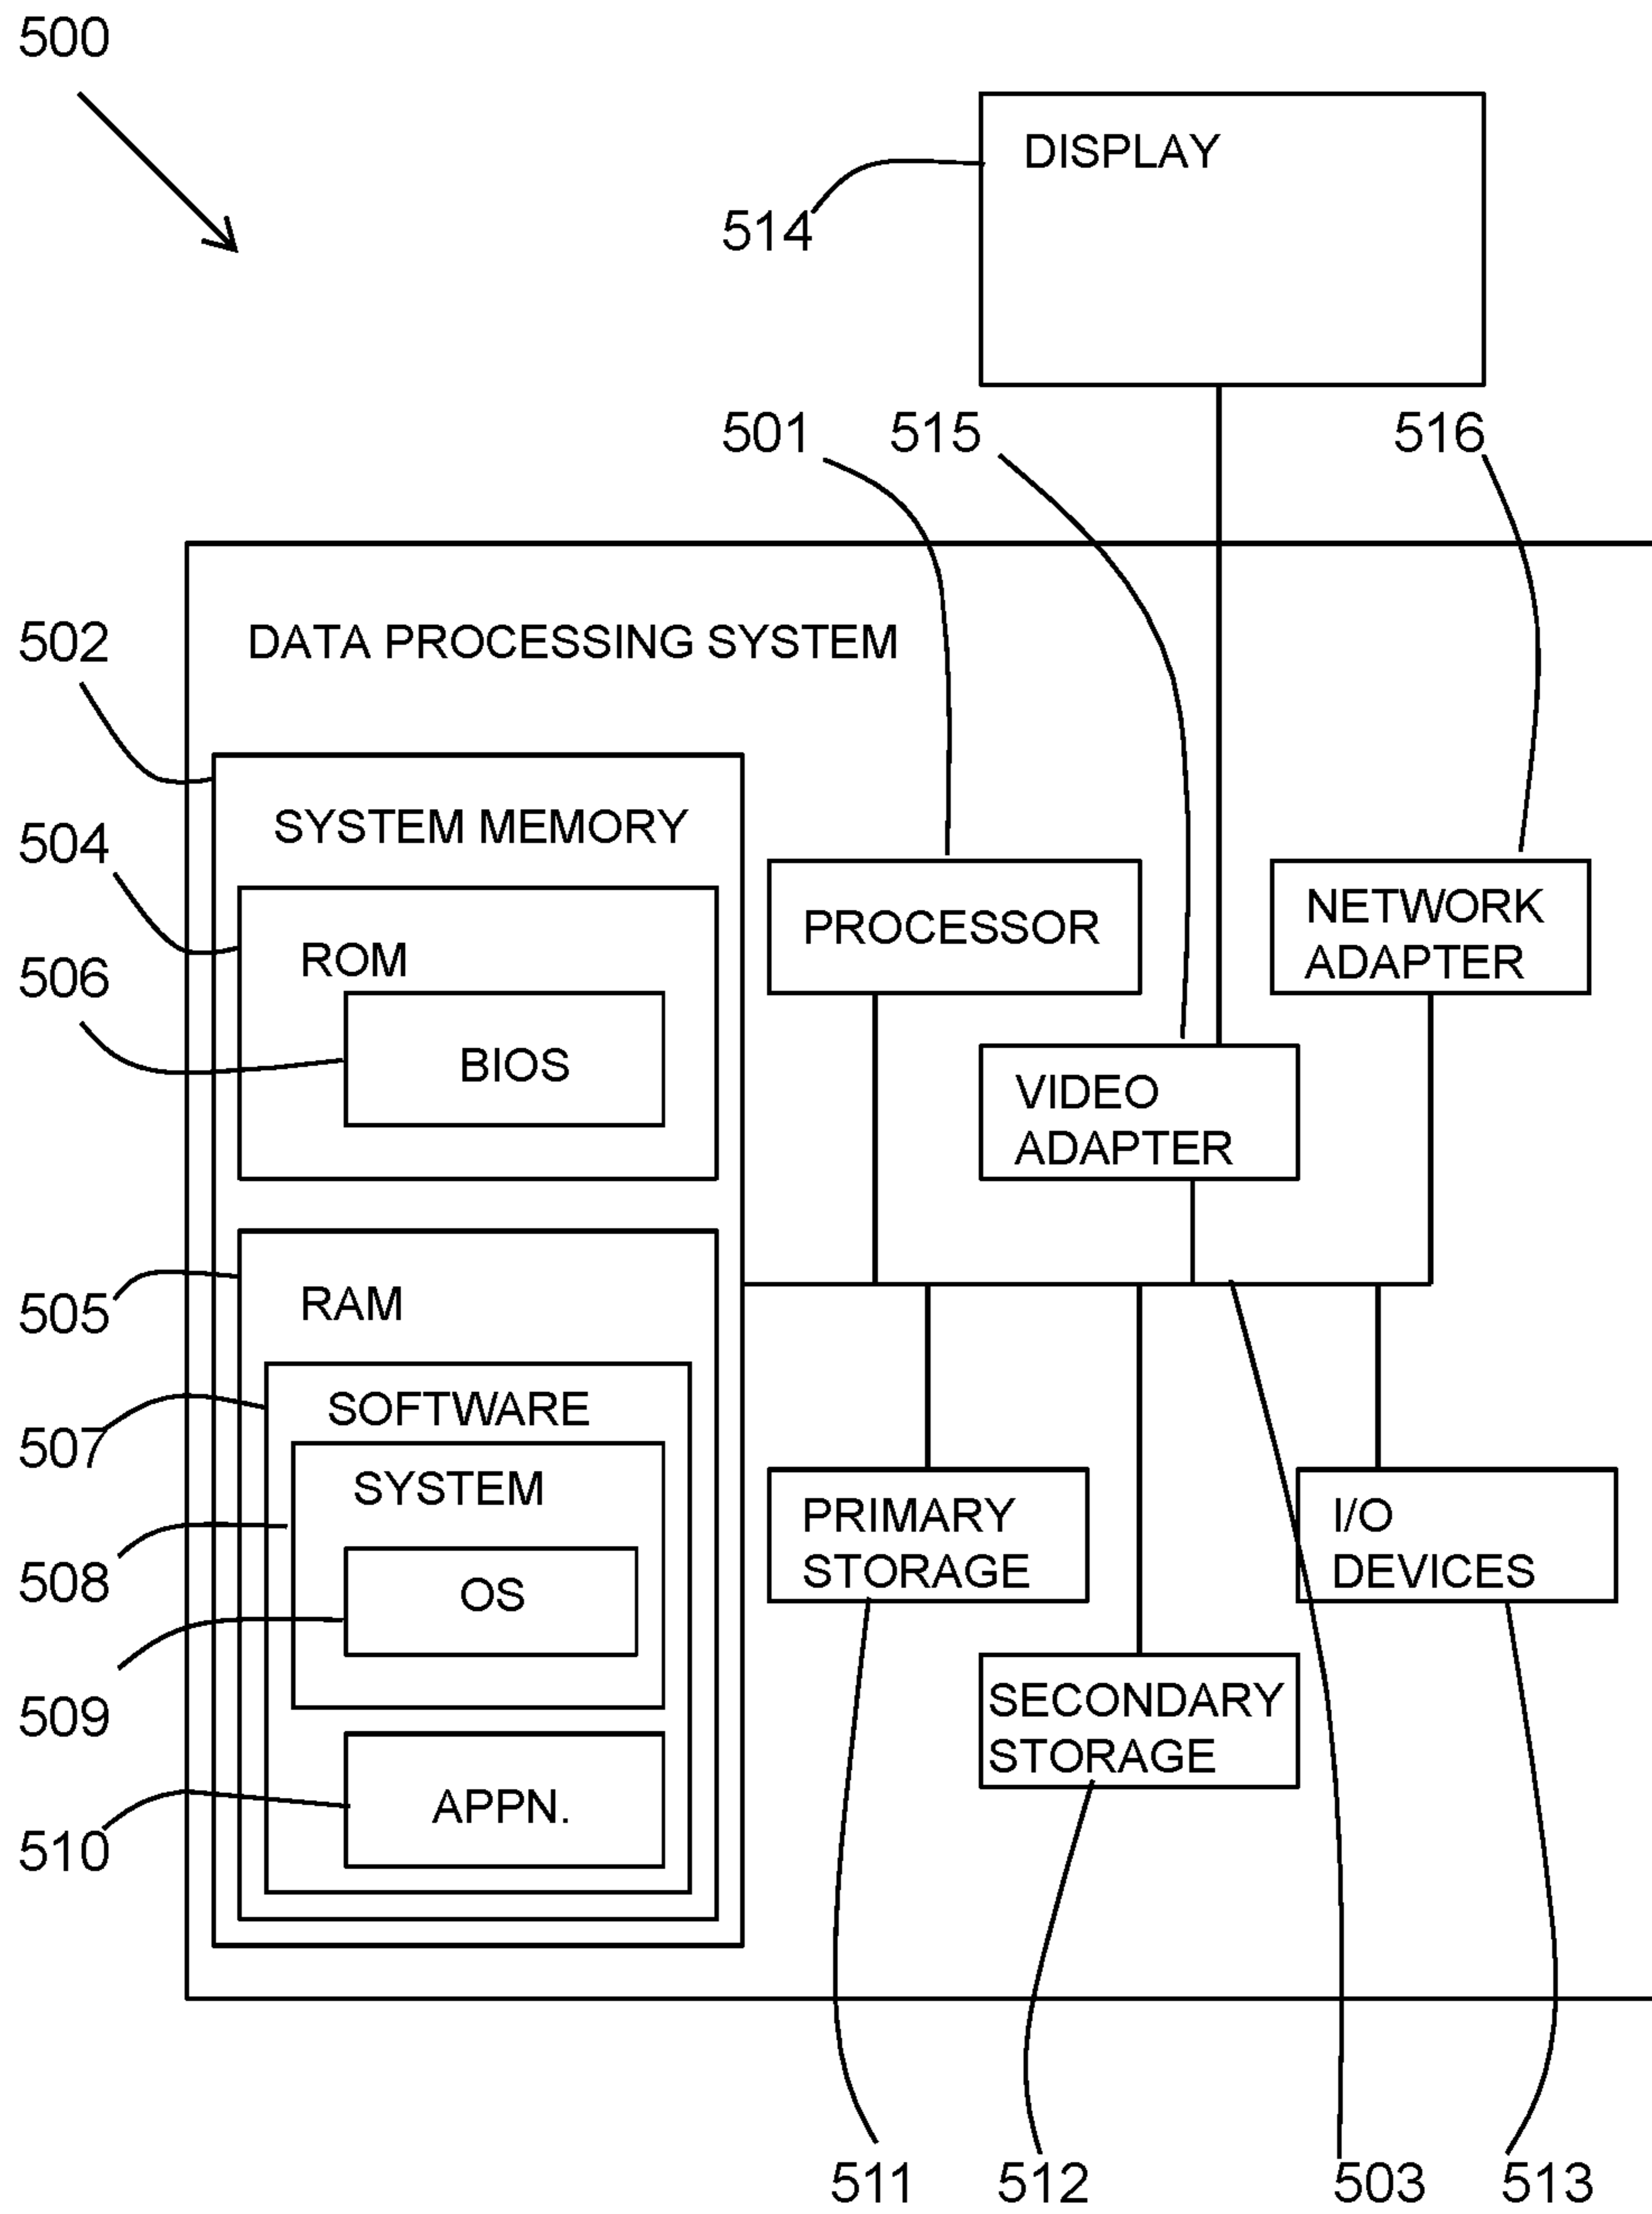 500
DISPLAY
514
501
515
516
502
DATA PROCESSING SYSTEM
SYSTEM MEMORY
504
ROM
506
BIOS
PROCESSOR
NETWORK
ADAPTER
VIDEO
ADAPTER
505
RAM
507
SOFTWARE
SYSTEM
508
OS
509
APPN.
510
PRIMARY
STORAGE
I/O
DEVICES
SECONDARY
STORAGE
511
512
503
513